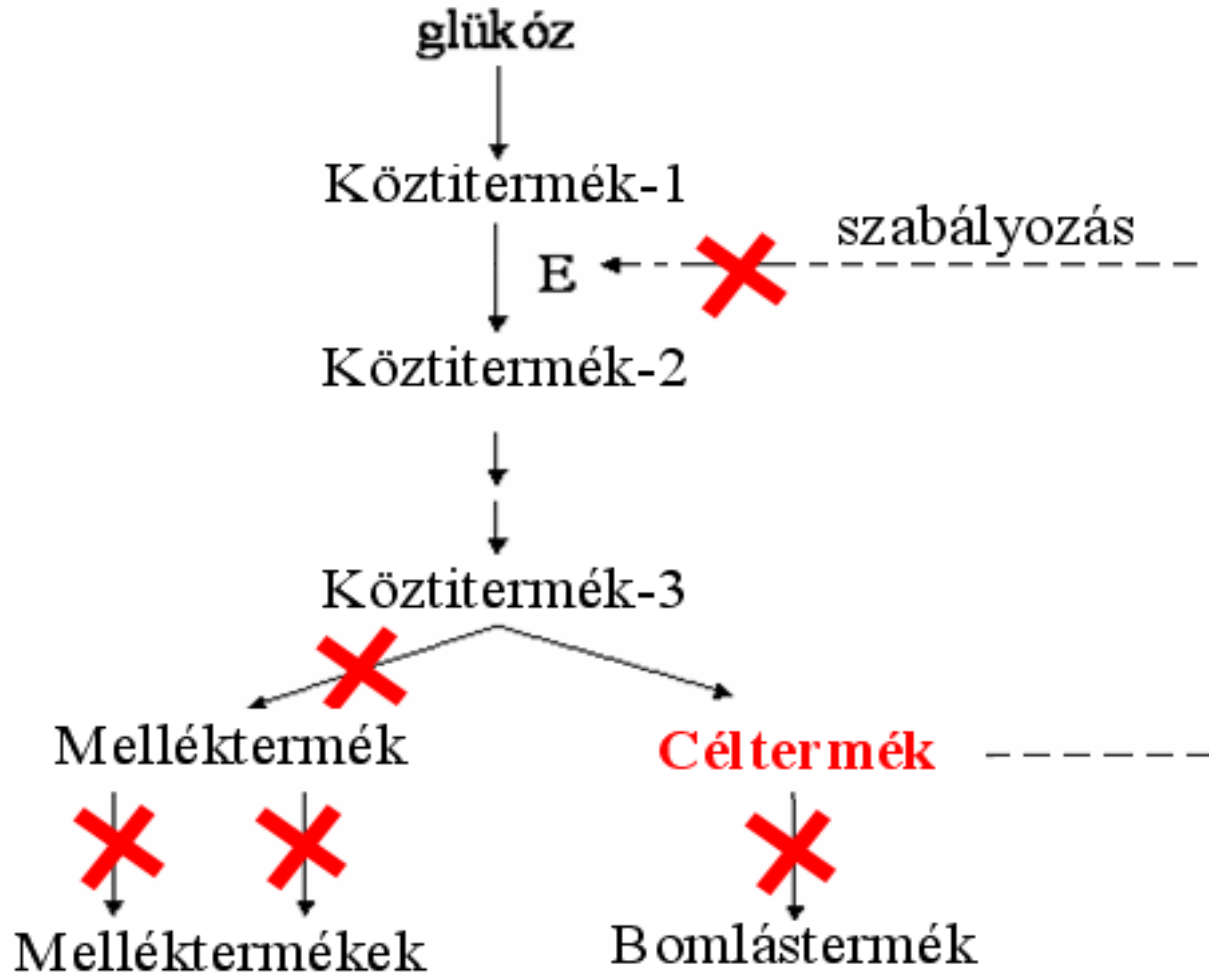 glükóz
Köztitermék-1
szabályozás
E
Köztitermék-2
Köztitermék-3
Melléktermék
Céltermék
Melléktermékek
Bomlástermék